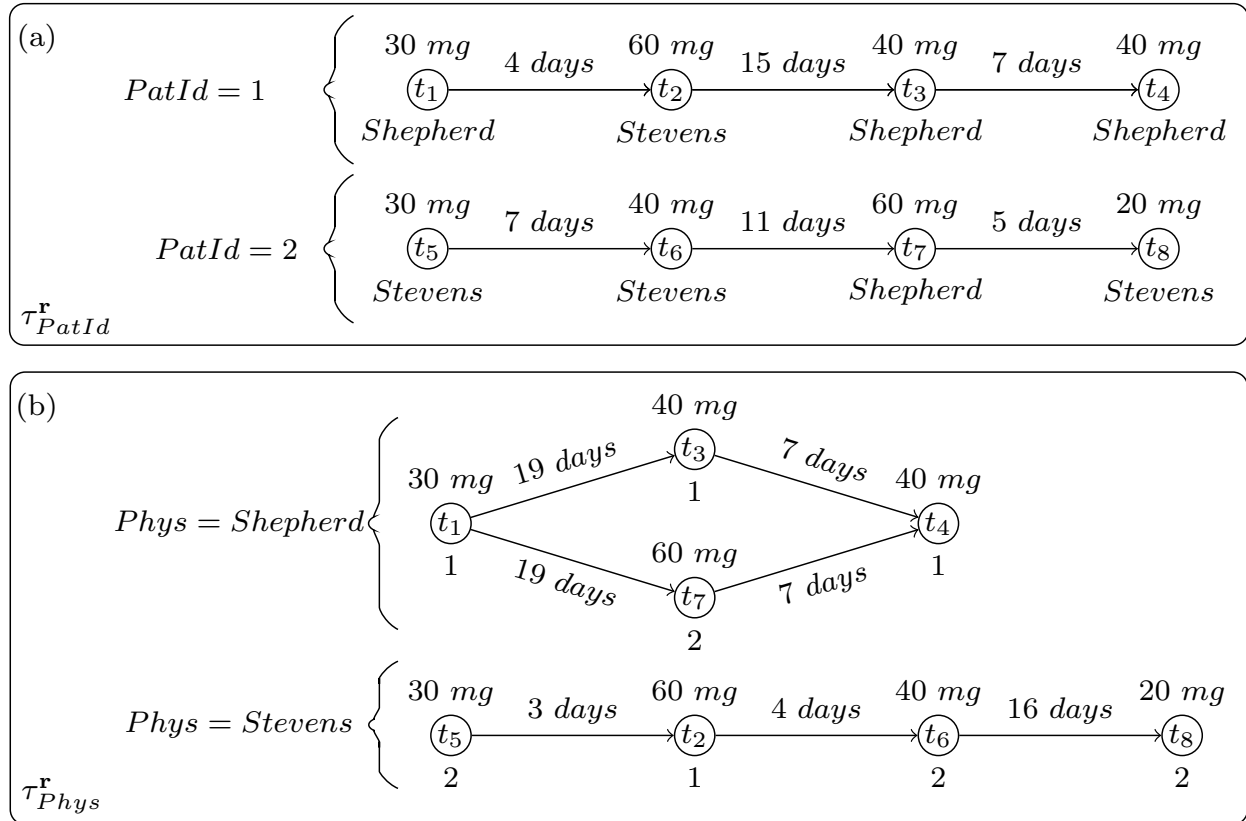 (a)
30 mg 60 mg 40 mg 40 mg
4 days 15 days 7 days
PatId = 1 t1 t2 t3 t4
Shepherd Stevens Shepherd Shepherd
30 mg 40 mg 60 mg 20 mg
7 days 11 days 5 days
PatId = 2 t5 t6 t7 t8
Stevens Stevens Shepherd Stevens
τ^r_PatId
(b)
40 mg
t3
19 days 7 days
1
30 mg 40 mg
Phys = Shepherd t1 t4
1 1
60 mg
19 days 7 days
t7
2
30 mg 60 mg 40 mg 20 mg
3 days 4 days 16 days
Phys = Stevens t5 t2 t6 t8
2 1 2 2
τ^r_Phys